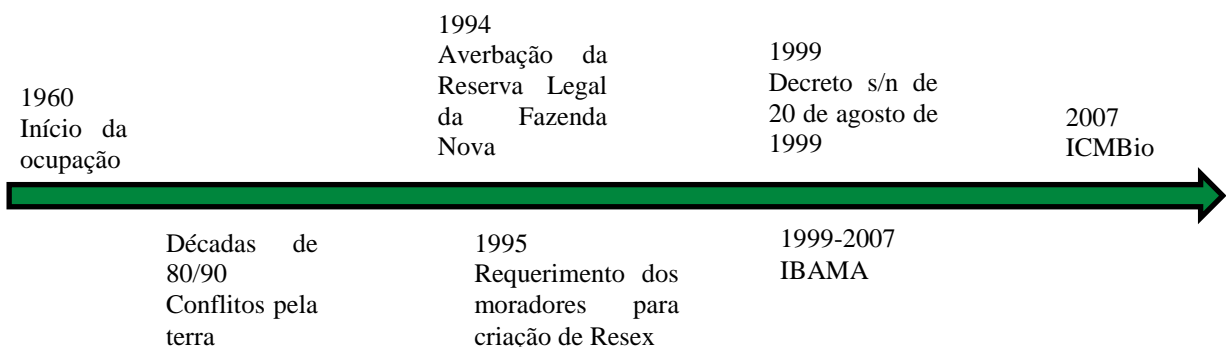 1960
Início da
ocupação
Décadas de
80/90
Conflitos pela
terra
1994
Averbação da
Reserva Legal
da Fazenda
Nova
1995
Requerimento dos
moradores para
criação de Resex
1999
Decreto s/n de
20 de agosto de
1999
1999-2007
IBAMA
2007
ICMBio